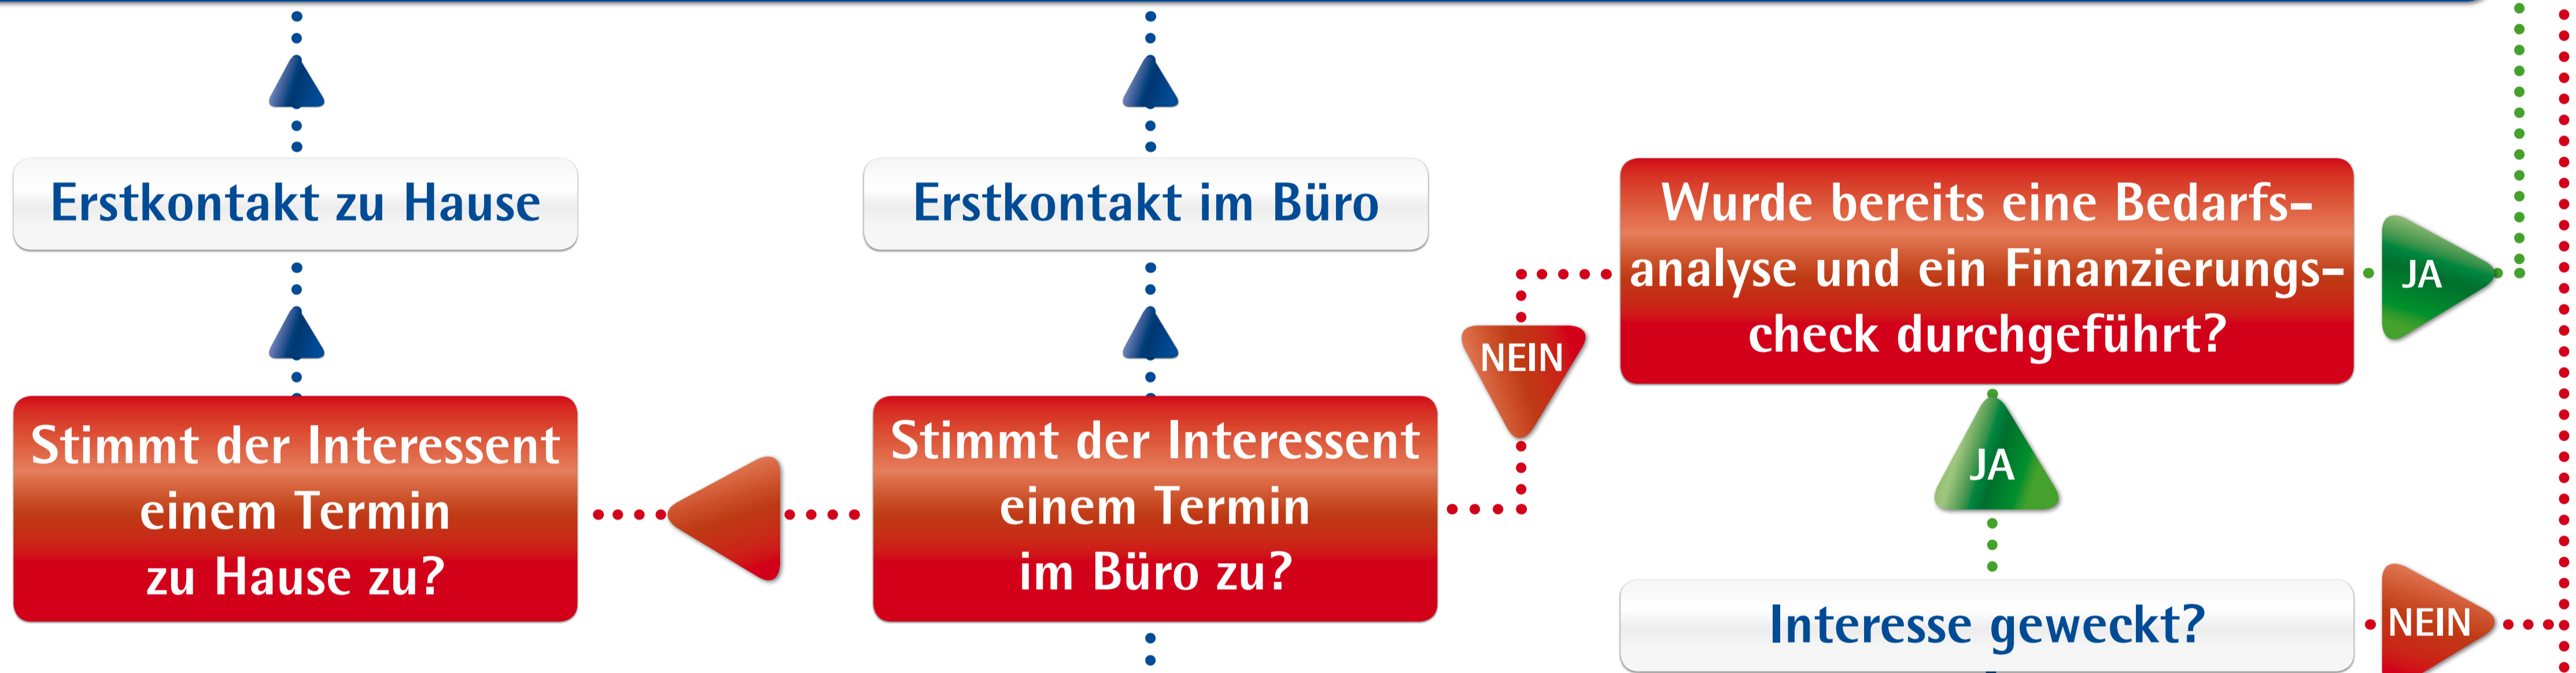 Erstkontakt zu Hause
Erstkontakt im Büro
Wurde bereits eine Bedarfs-
analyse und ein Finanzierungs-
check durchgeführt?
JA
NEIN
Stimmt der Interessent
einem Termin
zu Hause zu?
Stimmt der Interessent
einem Termin
im Büro zu?
JA
Interesse geweckt?
NEIN